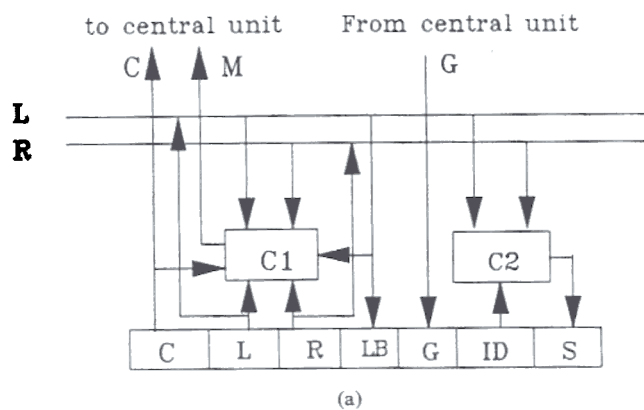 to central unit From central unit
C M G
L
R
C1 C2
C L R LB G ID S
(a)